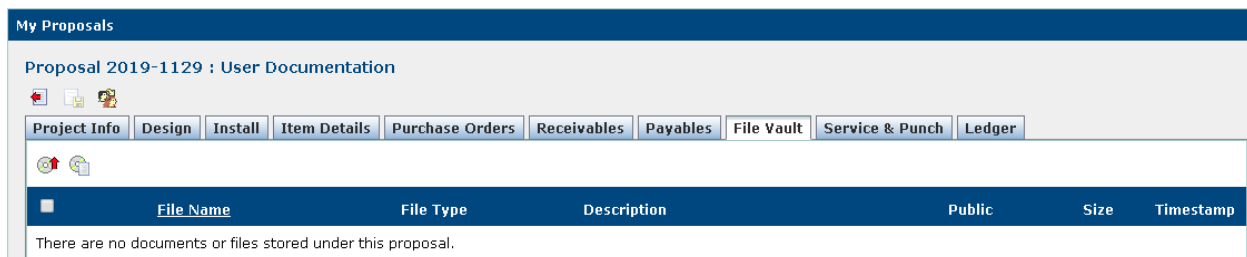 My Proposals
Proposal 2019-1129 : User Documentation
Project Info Design Install Item Details Purchase Orders Receivables Payables File Vault Service & Punch Ledger
File Name File Type Description Public Size Timestamp
There are no documents or files stored under this proposal.